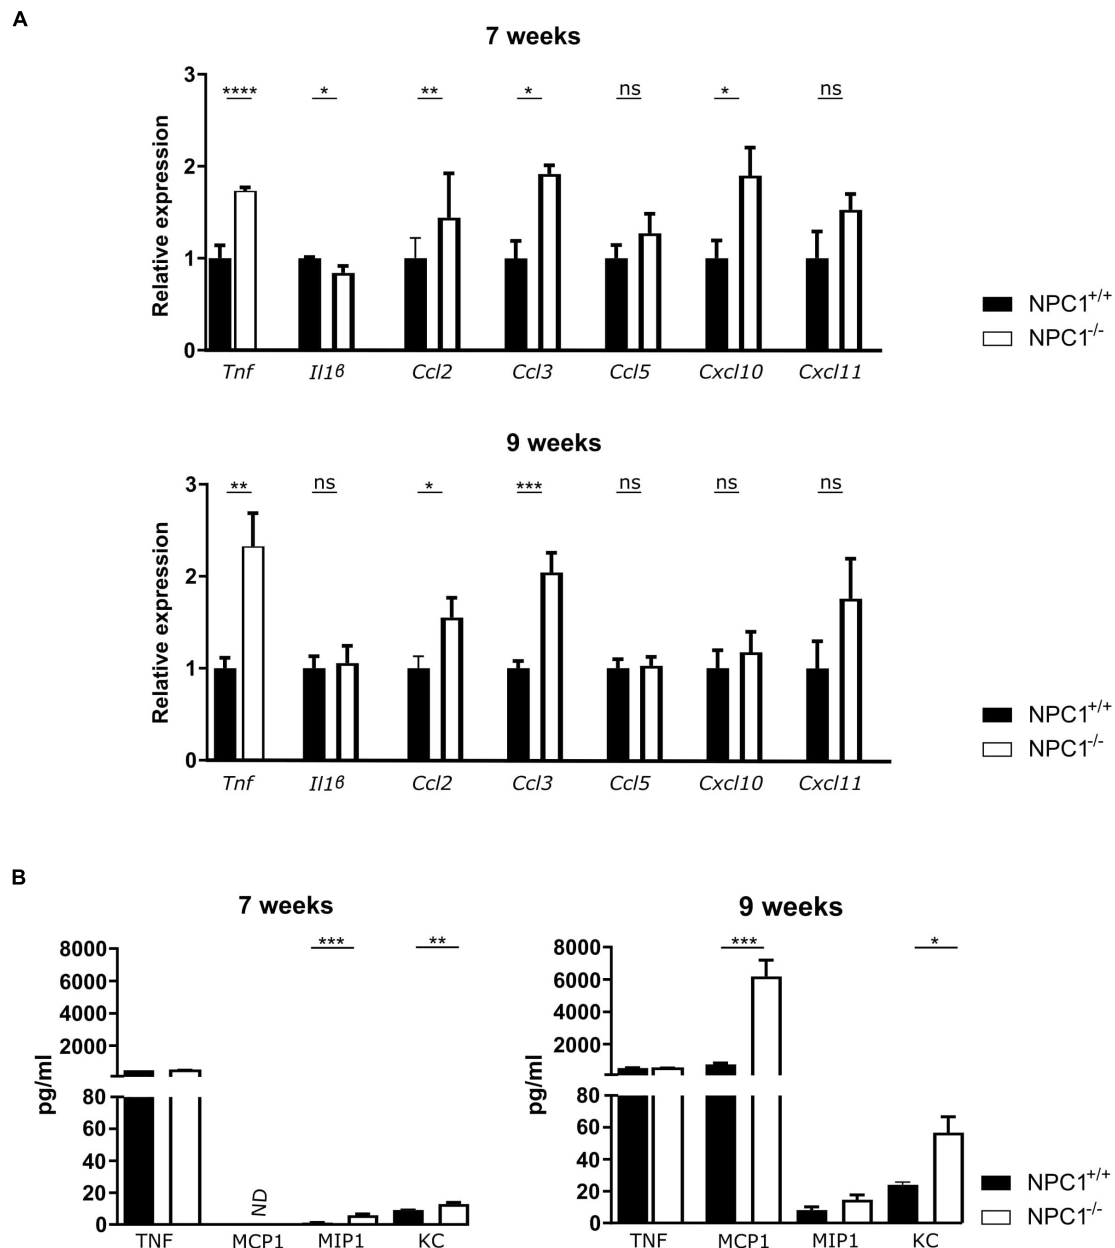 A
7 weeks
3
2
1
0
Relative expression
**** * ** * ns * ns
Tnf Il1β Ccl2 Ccl3 Ccl5 Cxcl10 Cxcl11
NPC1+/+
NPC1-/-
9 weeks
3
2
1
0
Relative expression
** ns * *** ns ns ns
Tnf Il1β Ccl2 Ccl3 Ccl5 Cxcl10 Cxcl11
NPC1+/+
NPC1-/-
B
7 weeks
8000
6000
4000
2000
80
60
40
20
0
pg/ml
*** **
ND
TNF MCP1 MIP1 KC
9 weeks
8000
6000
4000
2000
80
60
40
20
0
pg/ml
*** *
TNF MCP1 MIP1 KC
NPC1+/+
NPC1-/-